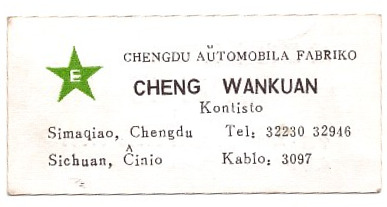 E
CHENGDU AŬTOMOBILA FABRIKO
CHENG WANKUAN
Kontisto
Simaqiao, Chengdu Tel: 32230 32946
Sichuan, Ĉinio Kablo: 3097